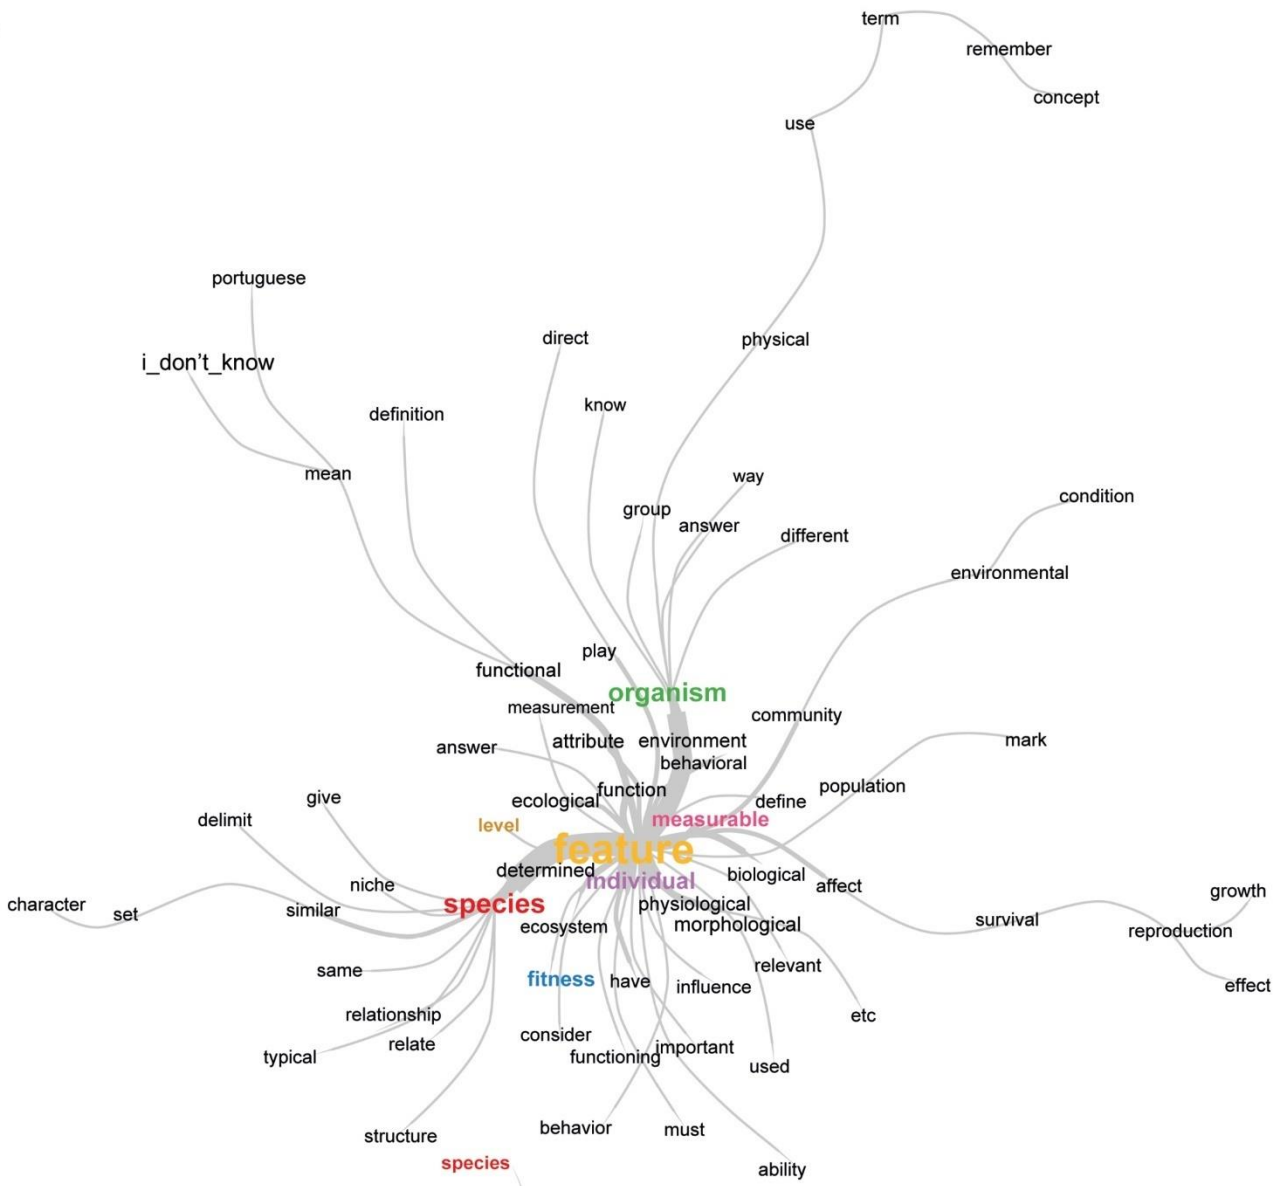 term
remember
concept
use
portuguese
direct
physical
i_don't_know
know
definition
mean
way
condition
group
answer
different
environmental
play
functional
organism
measurement
community
attribute
environment
mark
answer
behavioral
function
population
give
ecological
define
delimit
level
measurable
feature
determined
biological
individual
niche
affect
growth
character
set
similar
species
physiological
survival
ecosystem
morphological
reproduction
same
relevant
fitness
have
influence
effect
relationship
etc
consider
typical
relate
functioning
important
used
structure
behavior
must
species
ability